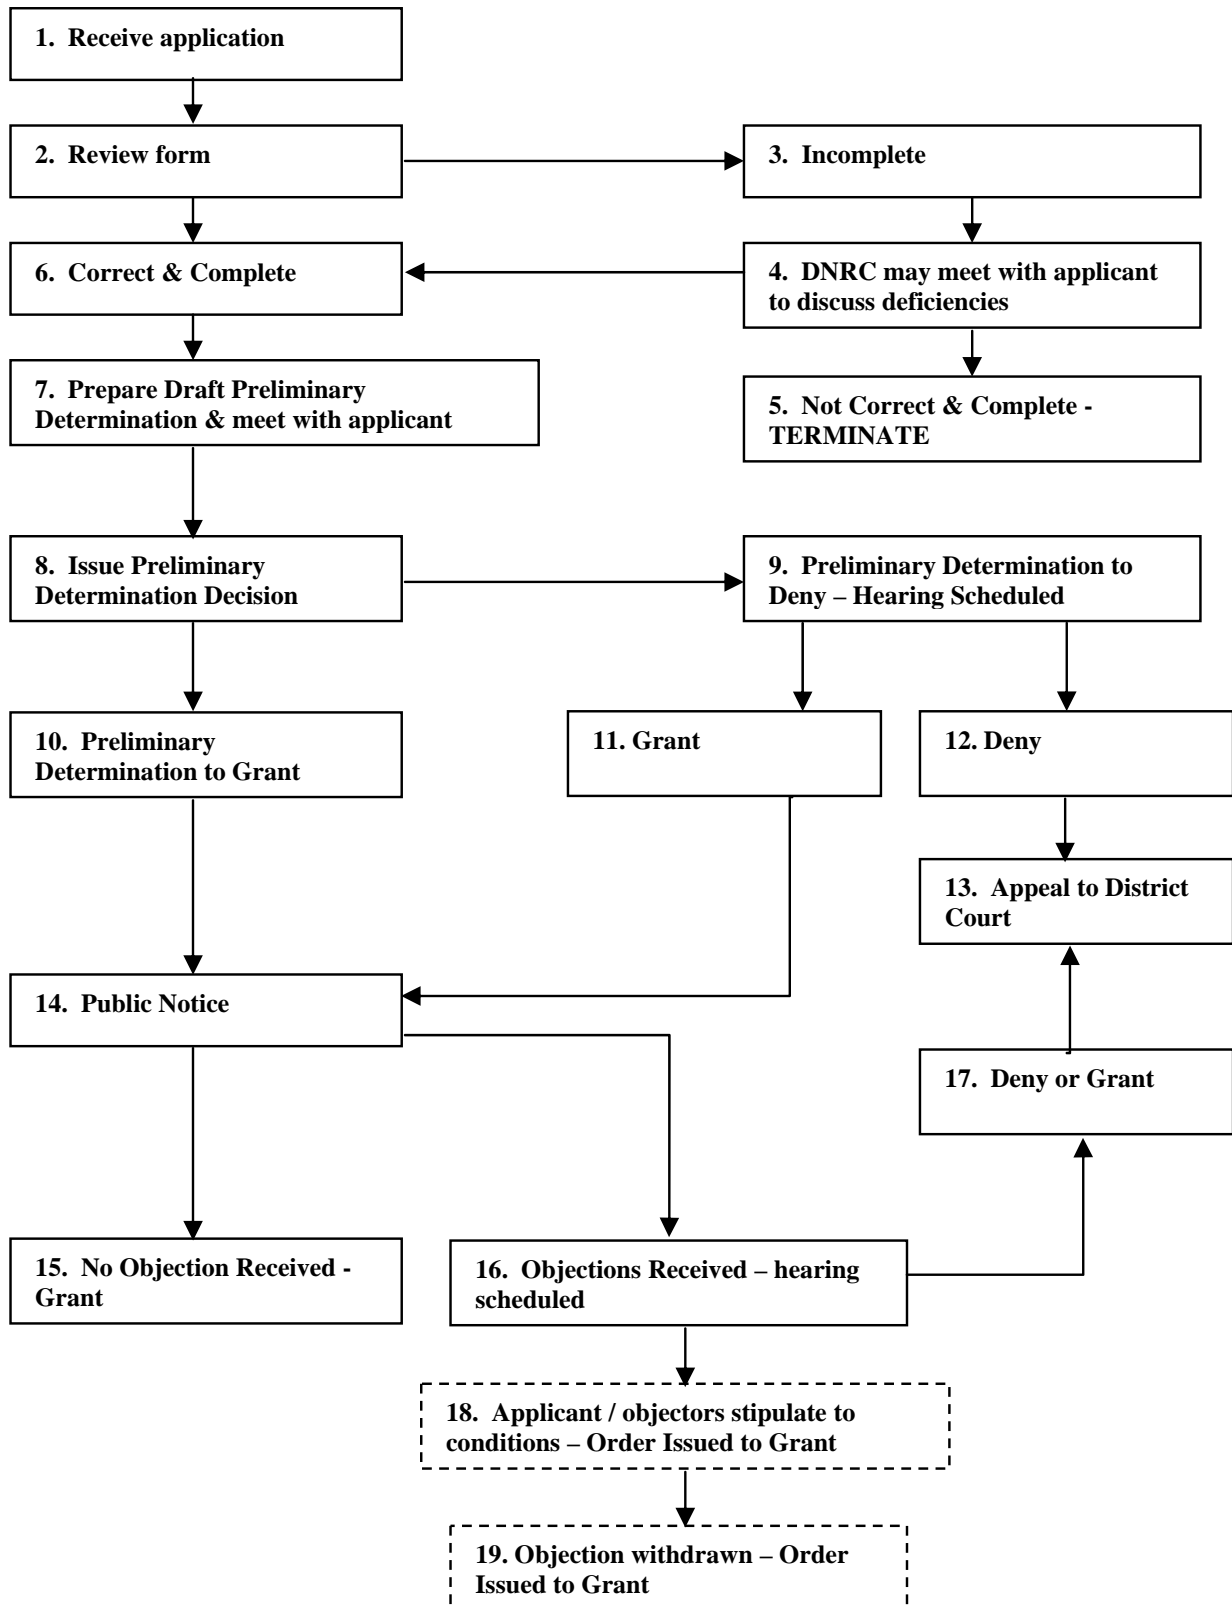 1. Receive application
2. Review form
3. Incomplete
6. Correct & Complete
4. DNRC may meet with applicant
to discuss deficiencies
7. Prepare Draft Preliminary
Determination & meet with applicant
5. Not Correct & Complete -
TERMINATE
8. Issue Preliminary
Determination Decision
9. Preliminary Determination to
Deny – Hearing Scheduled
10. Preliminary
Determination to Grant
11. Grant
12. Deny
13. Appeal to District
Court
14. Public Notice
17. Deny or Grant
15. No Objection Received -
Grant
16. Objections Received – hearing
scheduled
18. Applicant / objectors stipulate to
conditions – Order Issued to Grant
19. Objection withdrawn – Order
Issued to Grant